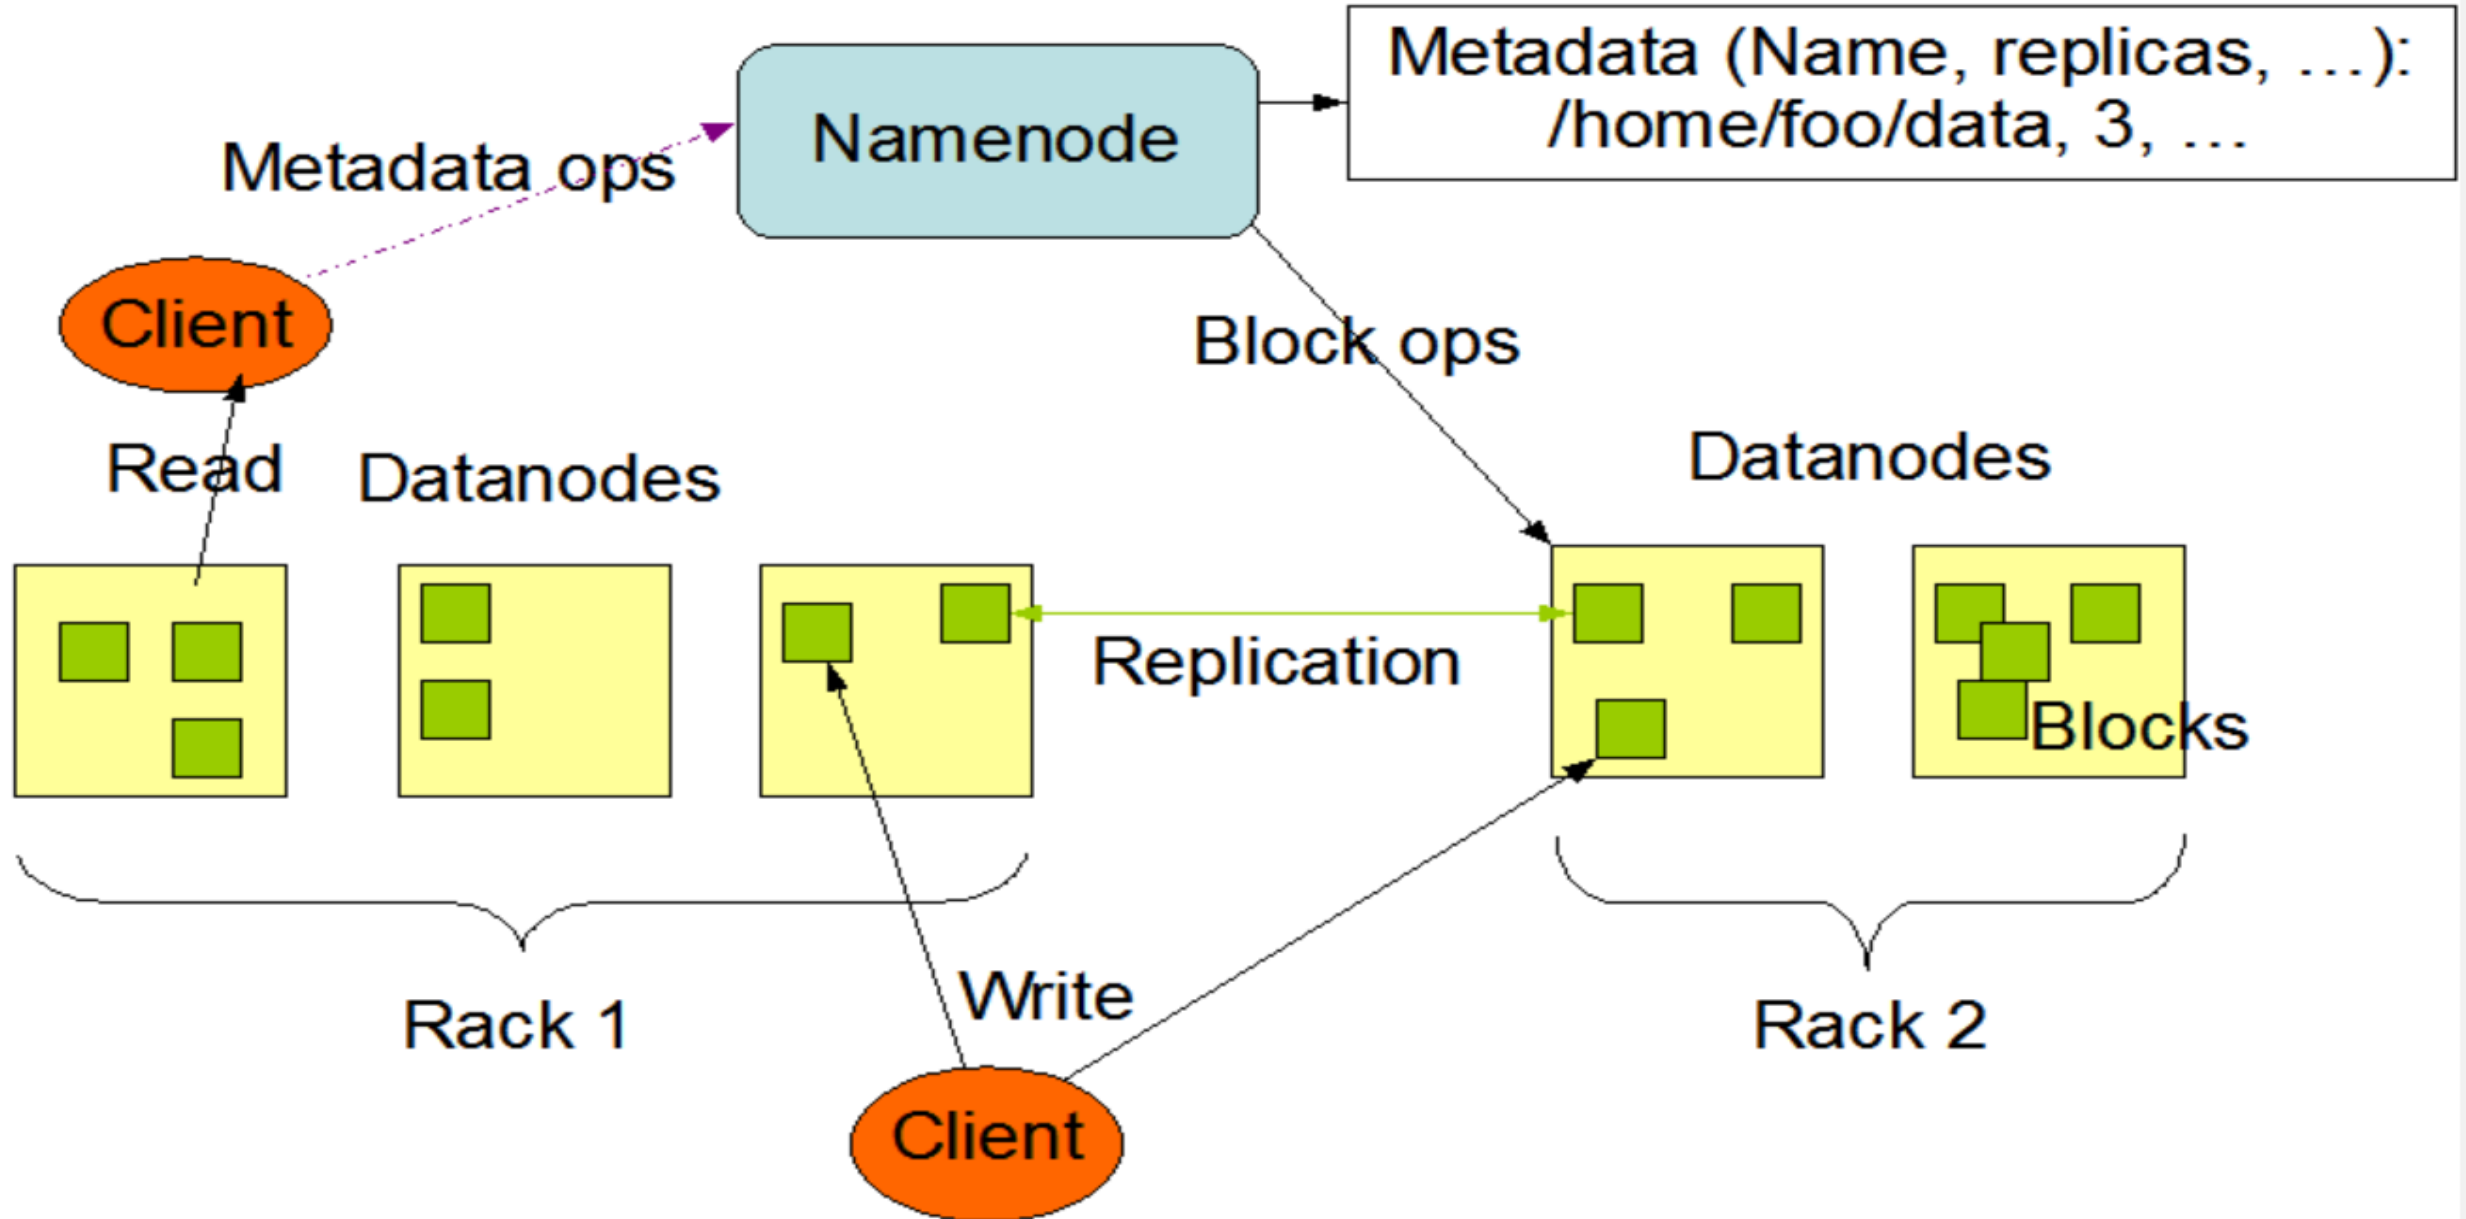 Metadata (Name, replicas, ...):
/home/foo/data, 3, ...
Namenode
Metadata ops
Client
Block ops
Read
Datanodes
Datanodes
Replication
Blocks
Write
Rack 1
Rack 2
Client